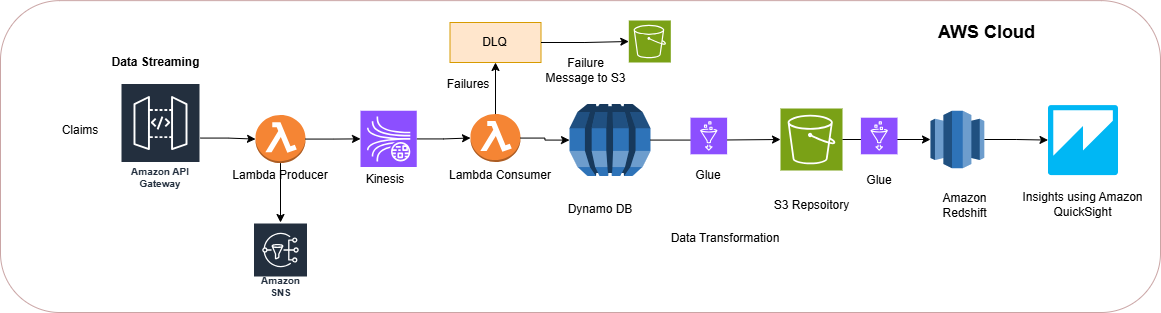 AWS Cloud
DLQ
Data Streaming
Failure
Message to S3
Failures
Claims
Amazon API
Gateway
Lambda Producer
Kinesis
Lambda Consumer
Glue
Glue
Dynamo DB
S3 Repsoitory
Amazon
Redshift
Insights using Amazon
QuickSight
Data Transformation
Amazon
SNS